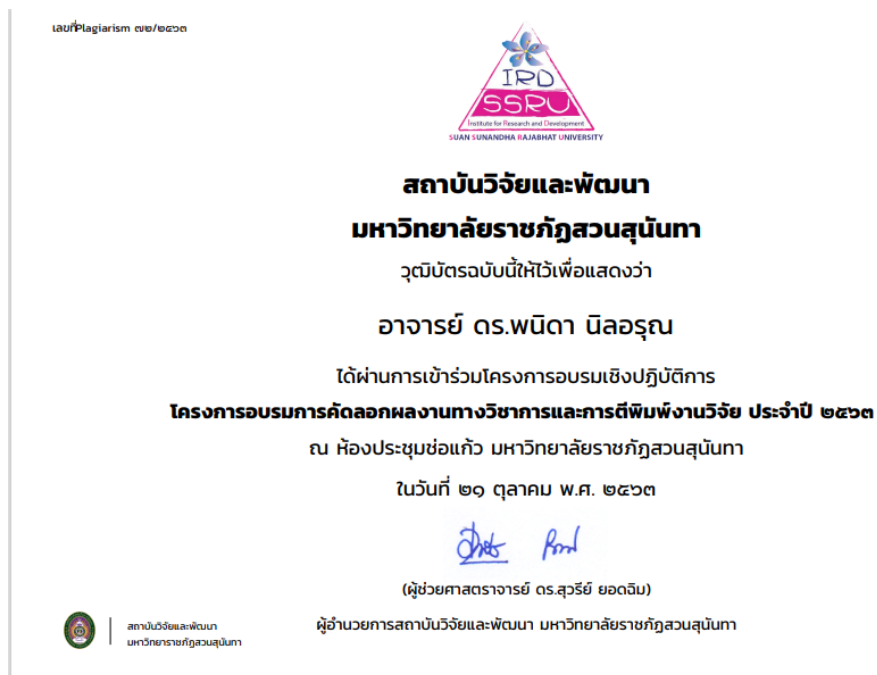 เลขที่Plagiarism ๗๒/๒๕๖๓
IRD
SSRU
Institute for Research and Development
SUAN SUNANDHA RAJABHAT UNIVERSITY
สถาบันวิจัยและพัฒนา
มหาวิทยาลัยราชภัฏสวนสุนันทา
วุฒิบัตรฉบับนี้ให้ไว้เพื่อแสดงว่า
อาจารย์ ดร.พนิดา นิลอรุณ
ได้ผ่านการเข้าร่วมโครงการอบรมเชิงปฏิบัติการ
โครงการอบรมการคัดลอกผลงานทางวิชาการและการตีพิมพ์งานวิจัย ประจำปี ๒๕๖๓
ณ ห้องประชุมช่อแก้ว มหาวิทยาลัยราชภัฏสวนสุนันทา
ในวันที่ ๒๑ ตุลาคม พ.ศ. ๒๕๖๓
(ผู้ช่วยศาสตราจารย์ ดร.สุวรีย์ ยอดฉิม)
ผู้อำนวยการสถาบันวิจัยและพัฒนา มหาวิทยาลัยราชภัฏสวนสุนันทา
สถาบันวิจัยและพัฒนา
มหาวิทยาราชภัฏสวนสุนันทา